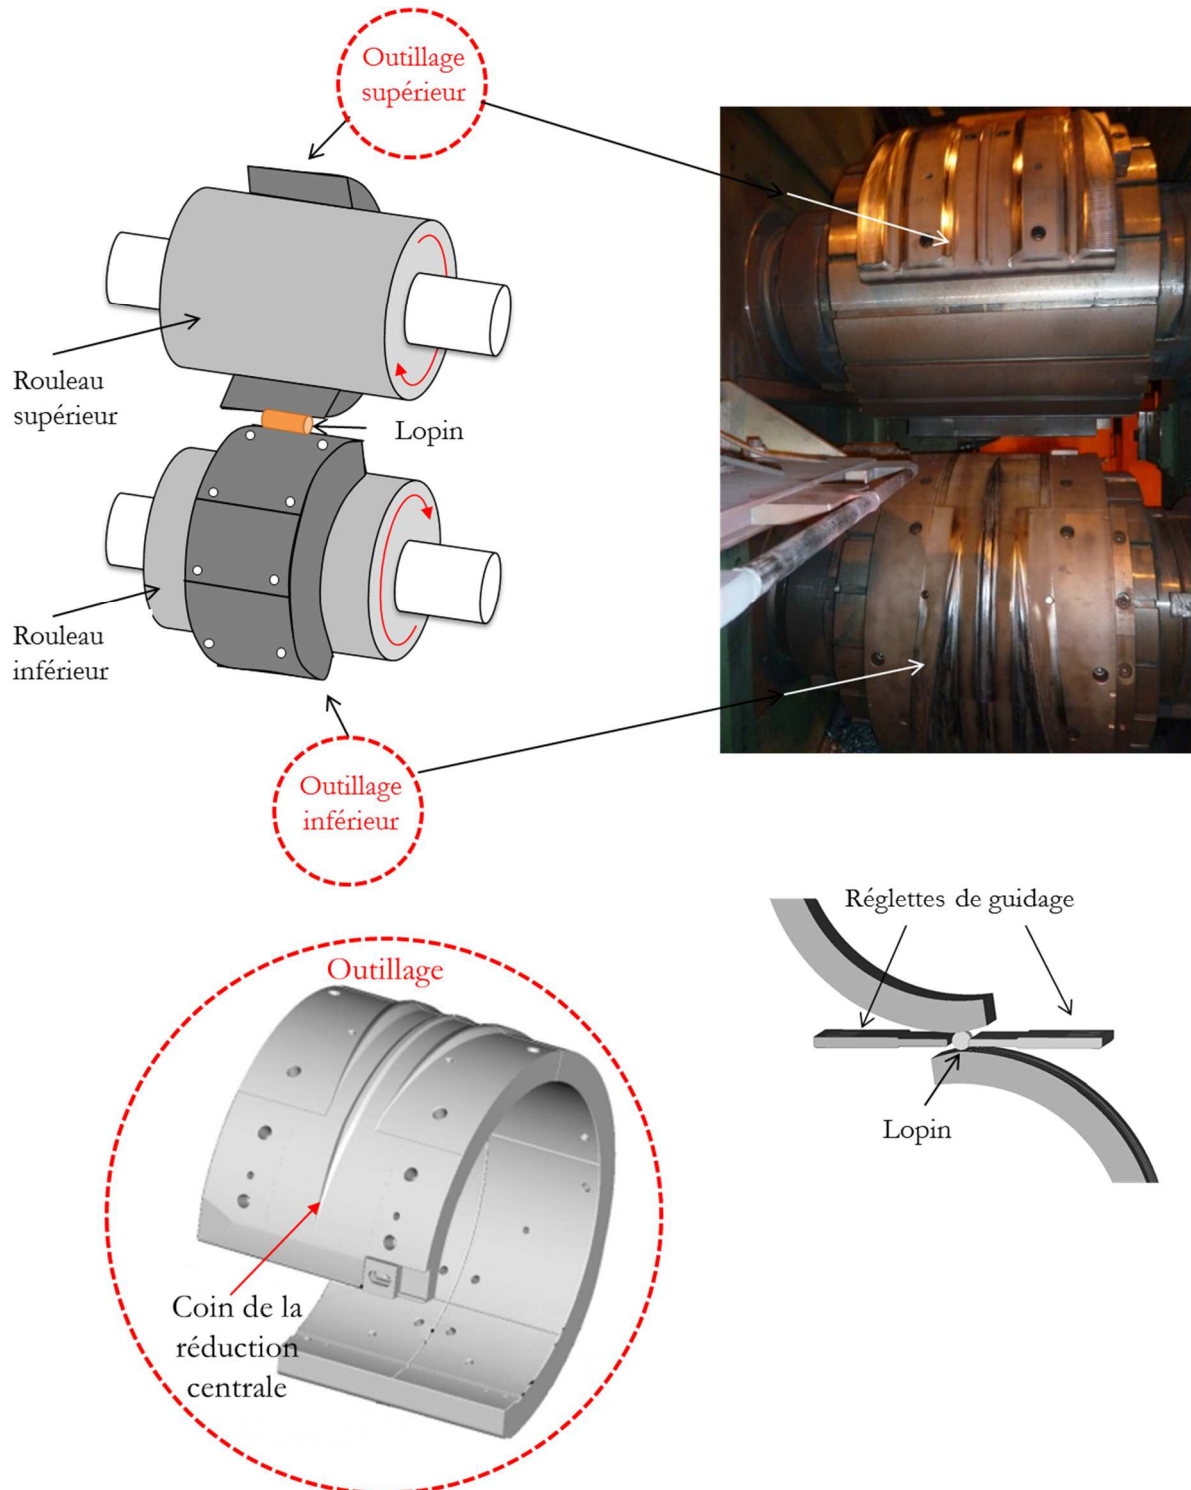 Outillage
supérieur
Rouleau
supérieur
Lopin
Rouleau
inférieur
Outillage
inférieur
Réglettes de guidage
Lopin
Outillage
Coin de la
réduction
centrale